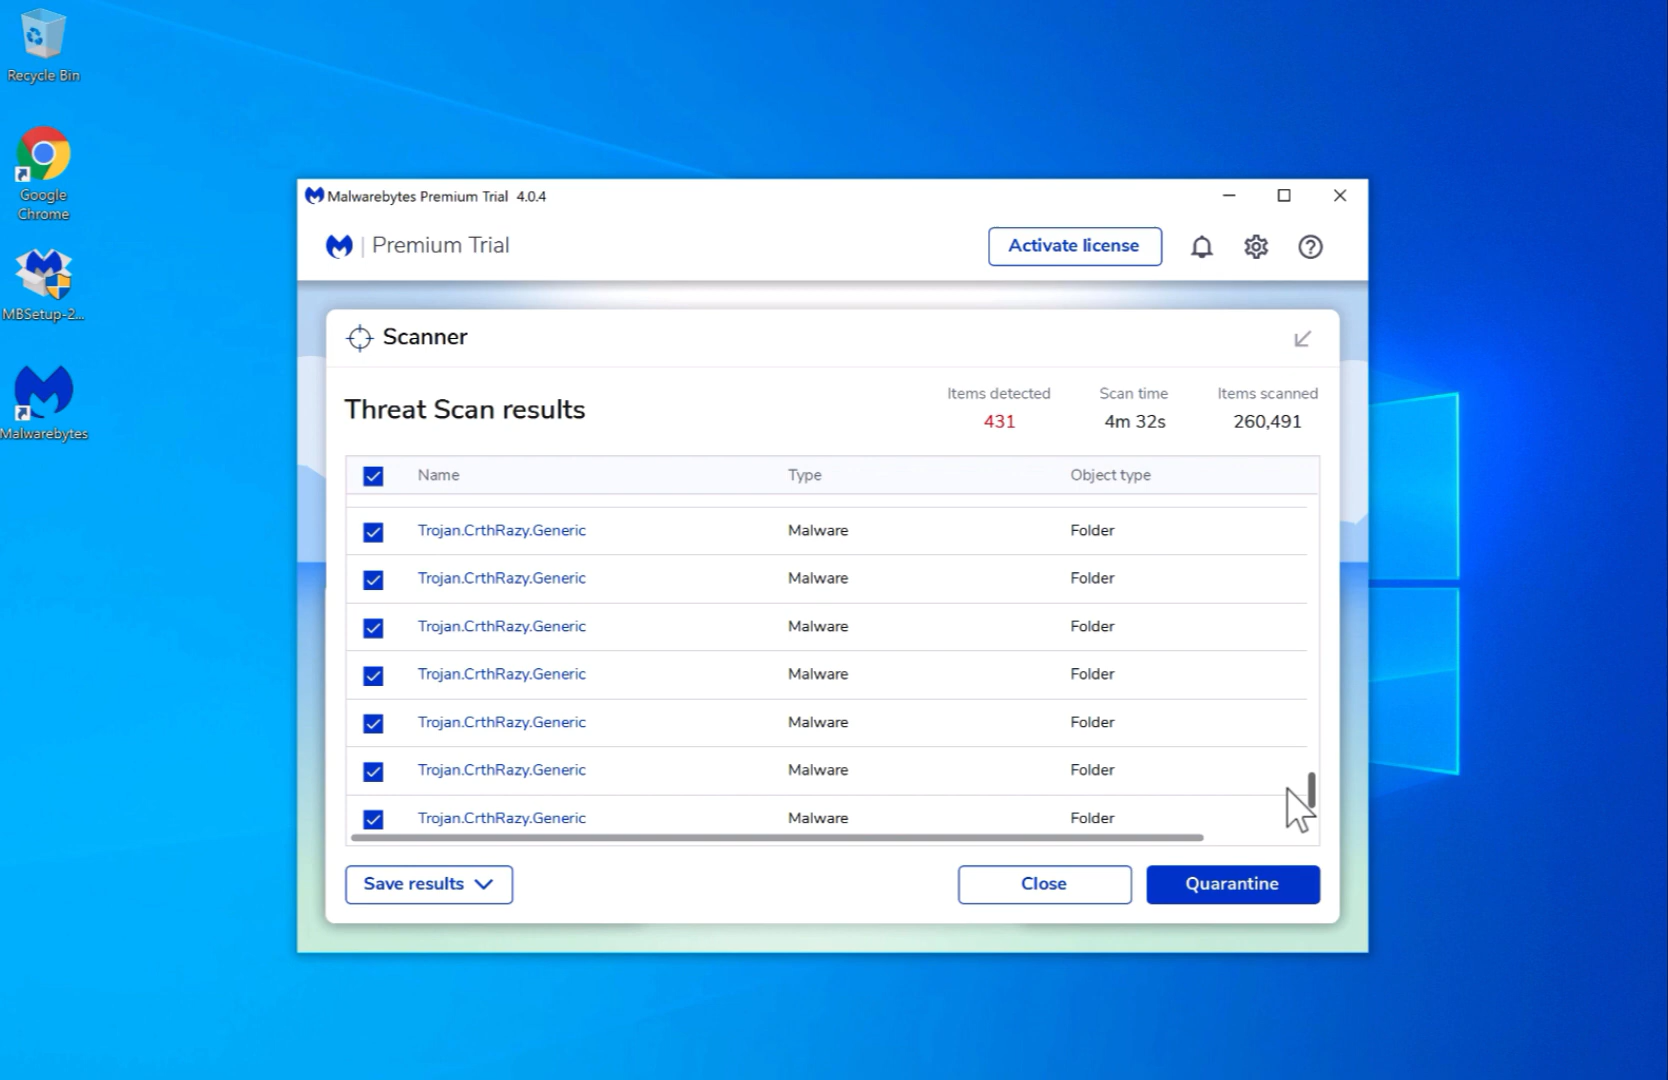 Recycle Bin
Google
Chrome
MBSetup-2...
Malwarebytes
Malwarebytes Premium Trial 4.0.4
Premium Trial
Activate license
Scanner
Threat Scan results
Items detected
431
Scan time
4m 32s
Items scanned
260,491
Name Type Object type
Trojan.CrthRazy.Generic Malware Folder
Trojan.CrthRazy.Generic Malware Folder
Trojan.CrthRazy.Generic Malware Folder
Trojan.CrthRazy.Generic Malware Folder
Trojan.CrthRazy.Generic Malware Folder
Trojan.CrthRazy.Generic Malware Folder
Trojan.CrthRazy.Generic Malware Folder
Save results Close Quarantine